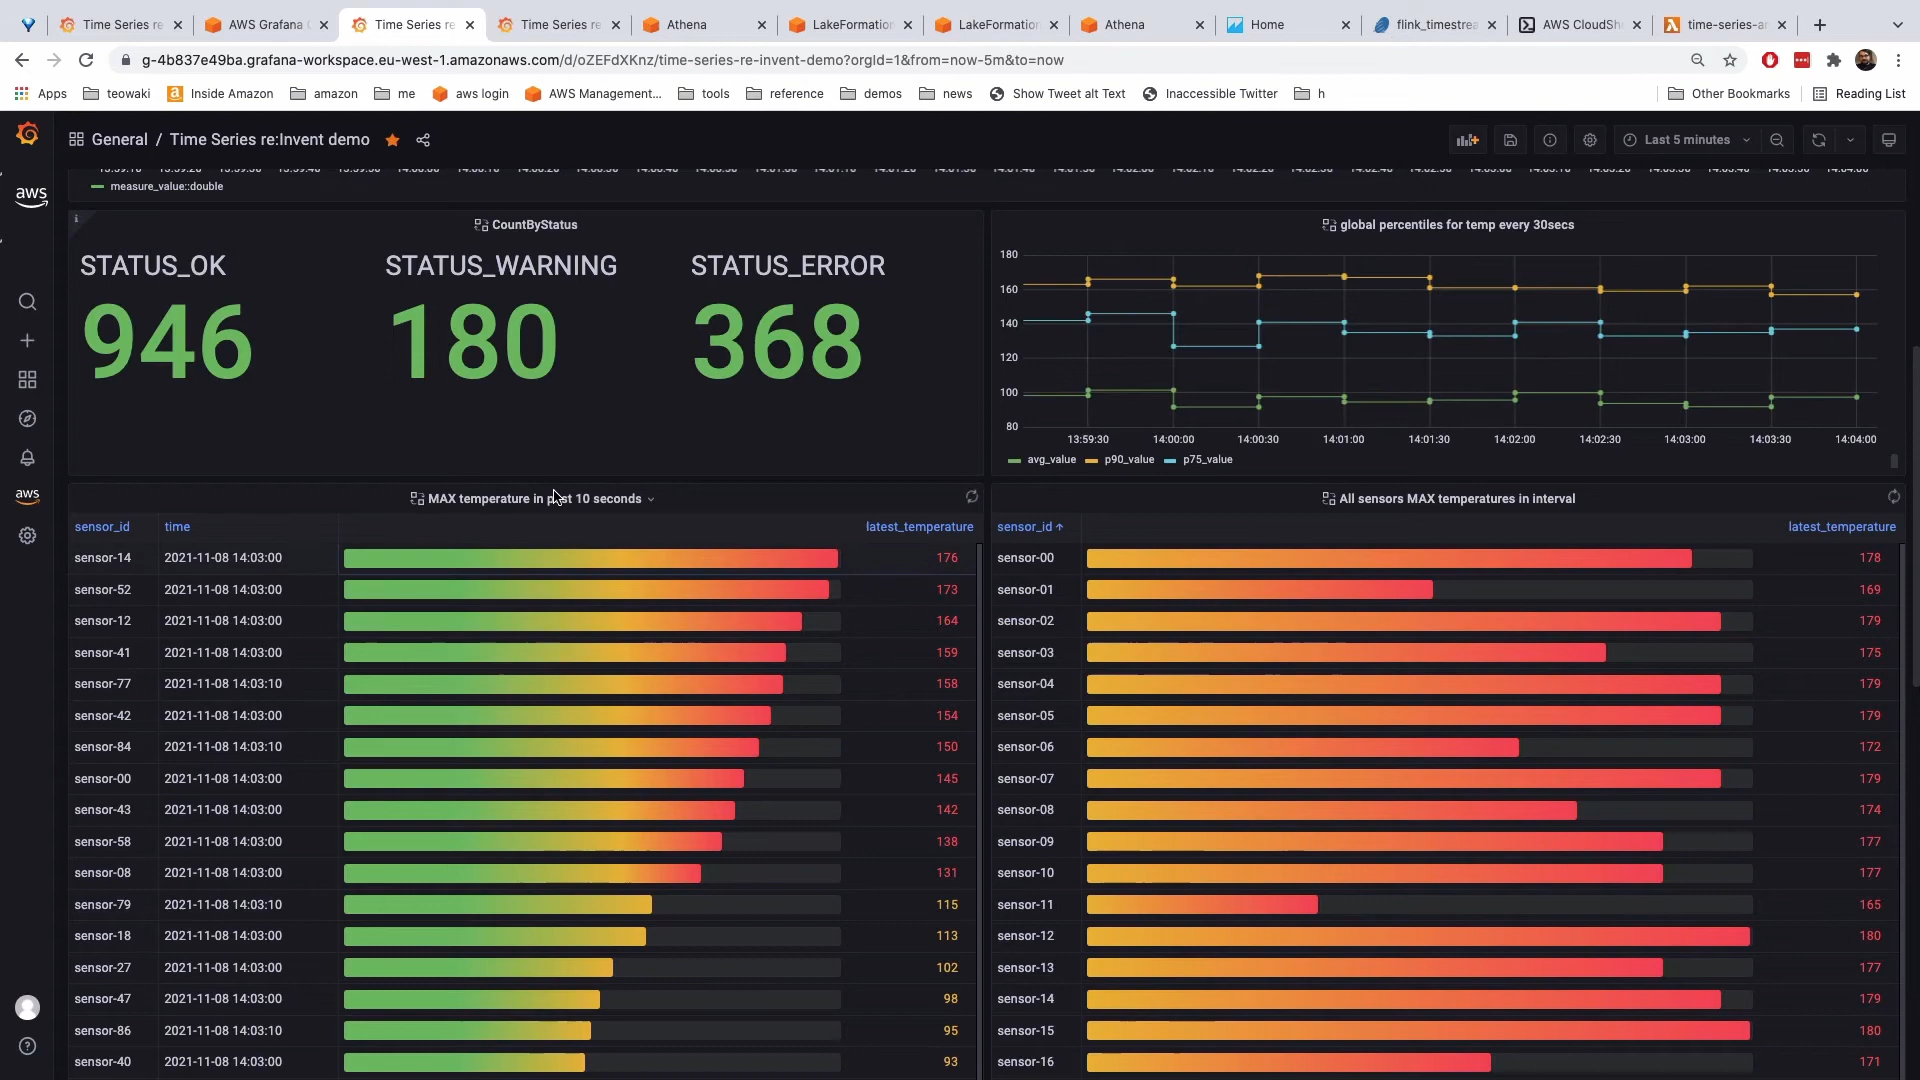 Time Series re
AWS Grafana
Time Series re
Time Series re
Athena
LakeFormation
LakeFormation
Athena
Home
flink_timestrea
AWS CloudSh
time-series-a
g-4b837e49ba.grafana-workspace.eu-west-1.amazonaws.com/d/oZEFdXKnz/time-series-re-invent-demo?orgId=1&from=now-5m&to=now
Apps teowaki Inside Amazon amazon me aws login AWS Management... tools reference demos news Show Tweet alt Text Inaccessible Twitter h Other Bookmarks Reading List
General / Time Series re:Invent demo
Last 5 minutes
aws
aws
measure_value::double
CountByStatus
STATUS_OK STATUS_WARNING STATUS_ERROR
946 180 368
global percentiles for temp every 30secs
180
160
140
120
100
80
13:59:30 14:00:00 14:00:30 14:01:00 14:01:30 14:02:00 14:02:30 14:03:00 14:03:30 14:04:00
avg_value p90_value p75_value
MAX temperature in past 10 seconds
sensor_id time latest_temperature
sensor-14 2021-11-08 14:03:00 176
sensor-52 2021-11-08 14:03:00 173
sensor-12 2021-11-08 14:03:00 164
sensor-41 2021-11-08 14:03:00 159
sensor-77 2021-11-08 14:03:10 158
sensor-42 2021-11-08 14:03:00 154
sensor-84 2021-11-08 14:03:10 150
sensor-00 2021-11-08 14:03:00 145
sensor-43 2021-11-08 14:03:00 142
sensor-58 2021-11-08 14:03:00 138
sensor-08 2021-11-08 14:03:00 131
sensor-79 2021-11-08 14:03:10 115
sensor-18 2021-11-08 14:03:00 113
sensor-27 2021-11-08 14:03:00 102
sensor-47 2021-11-08 14:03:00 98
sensor-86 2021-11-08 14:03:10 95
sensor-40 2021-11-08 14:03:00 93
All sensors MAX temperatures in interval
sensor_id latest_temperature
sensor-00 178
sensor-01 169
sensor-02 179
sensor-03 175
sensor-04 179
sensor-05 179
sensor-06 172
sensor-07 179
sensor-08 174
sensor-09 177
sensor-10 177
sensor-11 165
sensor-12 180
sensor-13 177
sensor-14 179
sensor-15 180
sensor-16 171